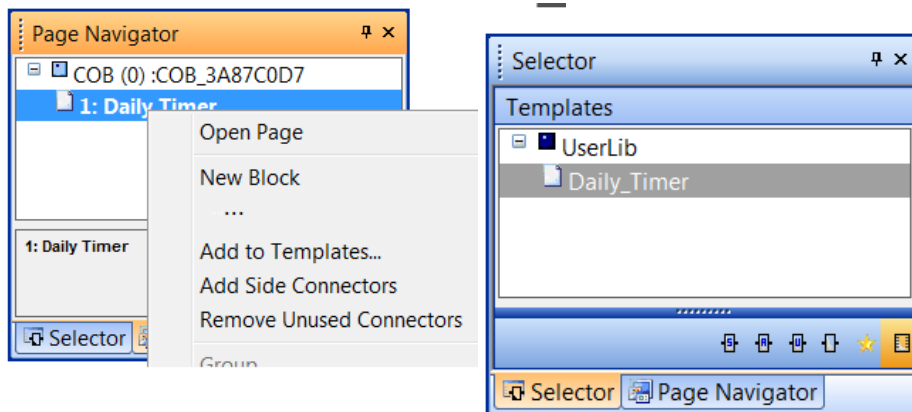 Page Navigator
COB (0) :COB_3A87C0D7
1: Daily Timer
Open Page
New Block
...
1: Daily Timer
Add to Templates...
Add Side Connectors
Remove Unused Connectors
Group
Selector
Selector
Templates
UserLib
Daily_Timer
S R U
Selector Page Navigator